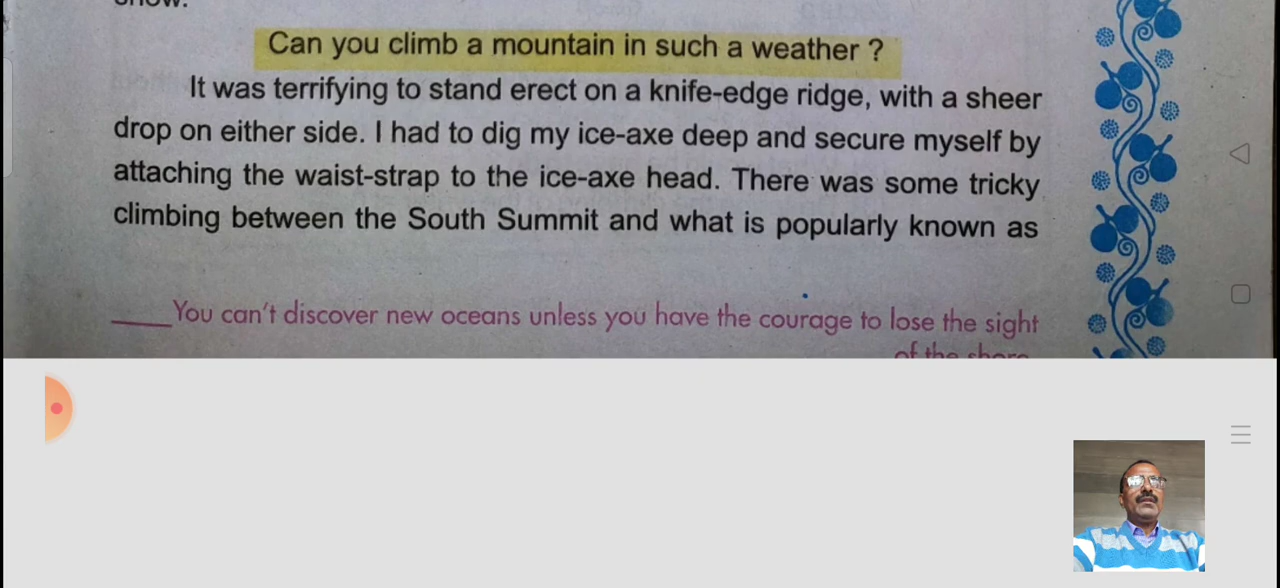 Can you climb a mountain in such a weather ?
It was terrifying to stand erect on a knife-edge ridge, with a sheer
drop on either side. I had to dig my ice-axe deep and secure myself by
attaching the waist-strap to the ice-axe head. There was some tricky
climbing between the South Summit and what is popularly known as
You can't discover new oceans unless you have the courage to lose the sight
of the shore